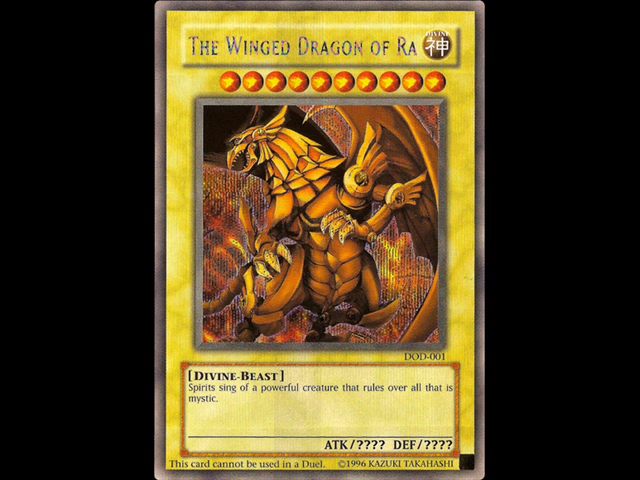 THE WINGED DRAGON OF RA
DIVINE
神
DOD-001
[DIVINE-BEAST]
Spirits sing of a powerful creature that rules over all that is
mystic.
ATK/???? DEF/????
This card cannot be used in a Duel. ©1996 KAZUKI TAKAHASHI